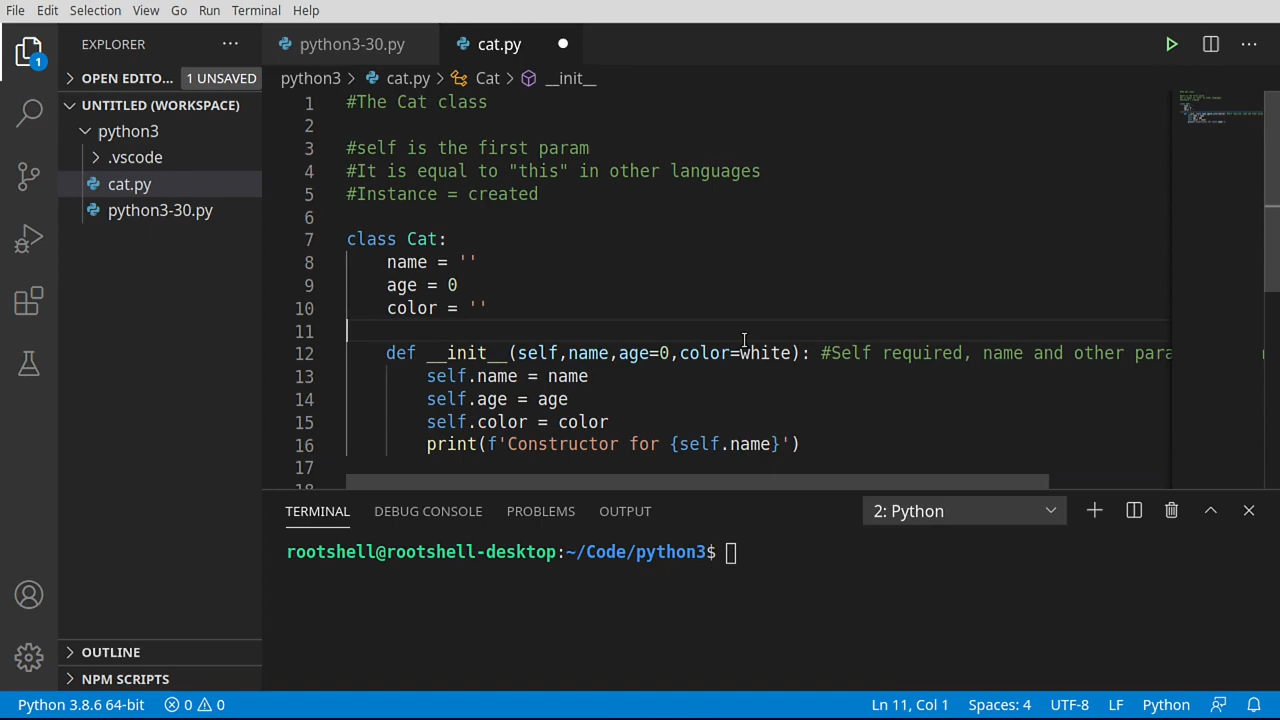 File Edit Selection View Go Run Terminal Help
EXPLORER
python3-30.py
cat.py
OPEN EDITO... 1 UNSAVED
python3 > cat.py > Cat > __init__
UNTITLED (WORKSPACE)
python3
.vscode
cat.py
python3-30.py
1
1 #The Cat class
2
3 #self is the first param
4 #It is equal to "this" in other languages
5 #Instance = created
6
7 class Cat:
8 name = ''
9 age = 0
10 color = ''
11
12 def __init__(self,name,age=0,color=white): #Self required, name and other para
13 self.name = name
14 self.age = age
15 self.color = color
16 print(f'Constructor for {self.name}')
17
18
TERMINAL DEBUG CONSOLE PROBLEMS OUTPUT 2: Python
rootshell@rootshell-desktop:~/Code/python3$
OUTLINE
NPM SCRIPTS
Python 3.8.6 64-bit 0 0 Ln 11, Col 1 Spaces: 4 UTF-8 LF Python